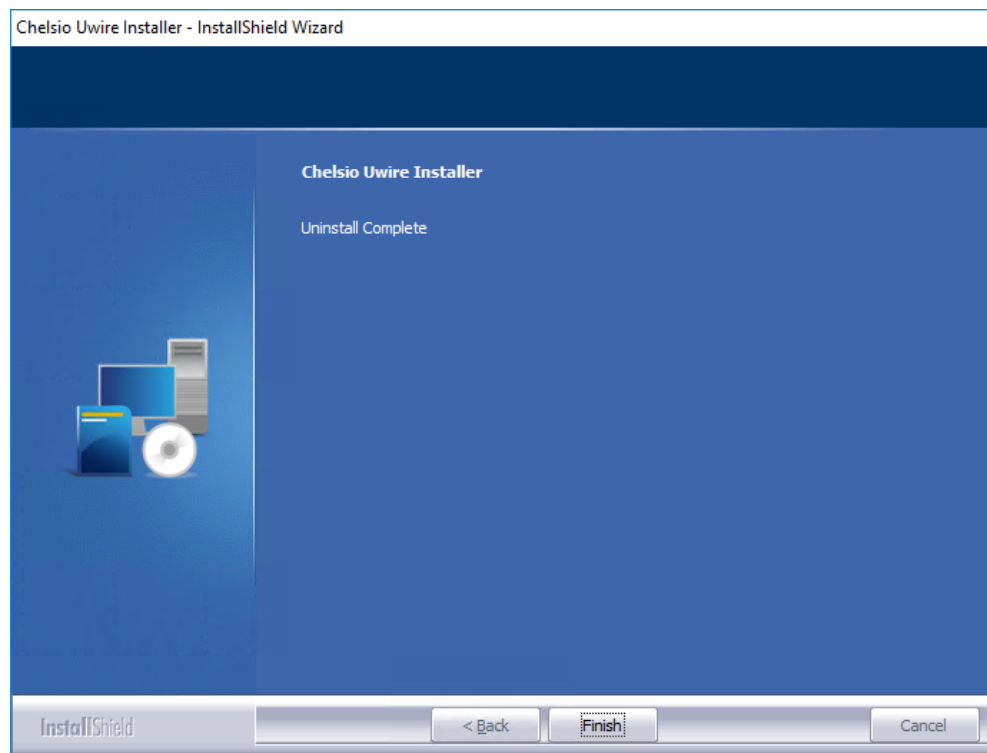 Chelsio Uwire Installer - InstallShield Wizard
Chelsio Uwire Installer
Uninstall Complete
InstallShield
< Back
Finish
Cancel